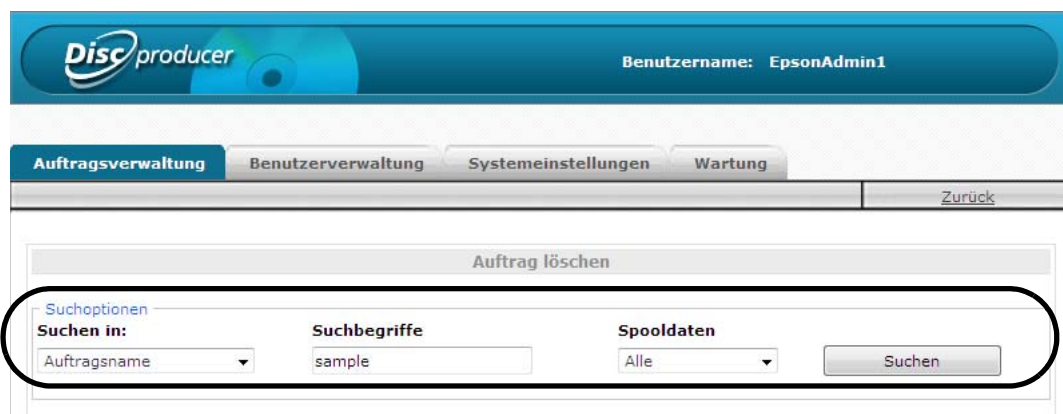 Disc producer
Benutzername: EpsonAdmin1
Auftragsverwaltung Benutzerverwaltung Systemeinstellungen Wartung
Zurück
Auftrag löschen
Suchoptionen
Suchen in: Suchbegriffe Spooldaten
Auftragsname sample Alle Suchen